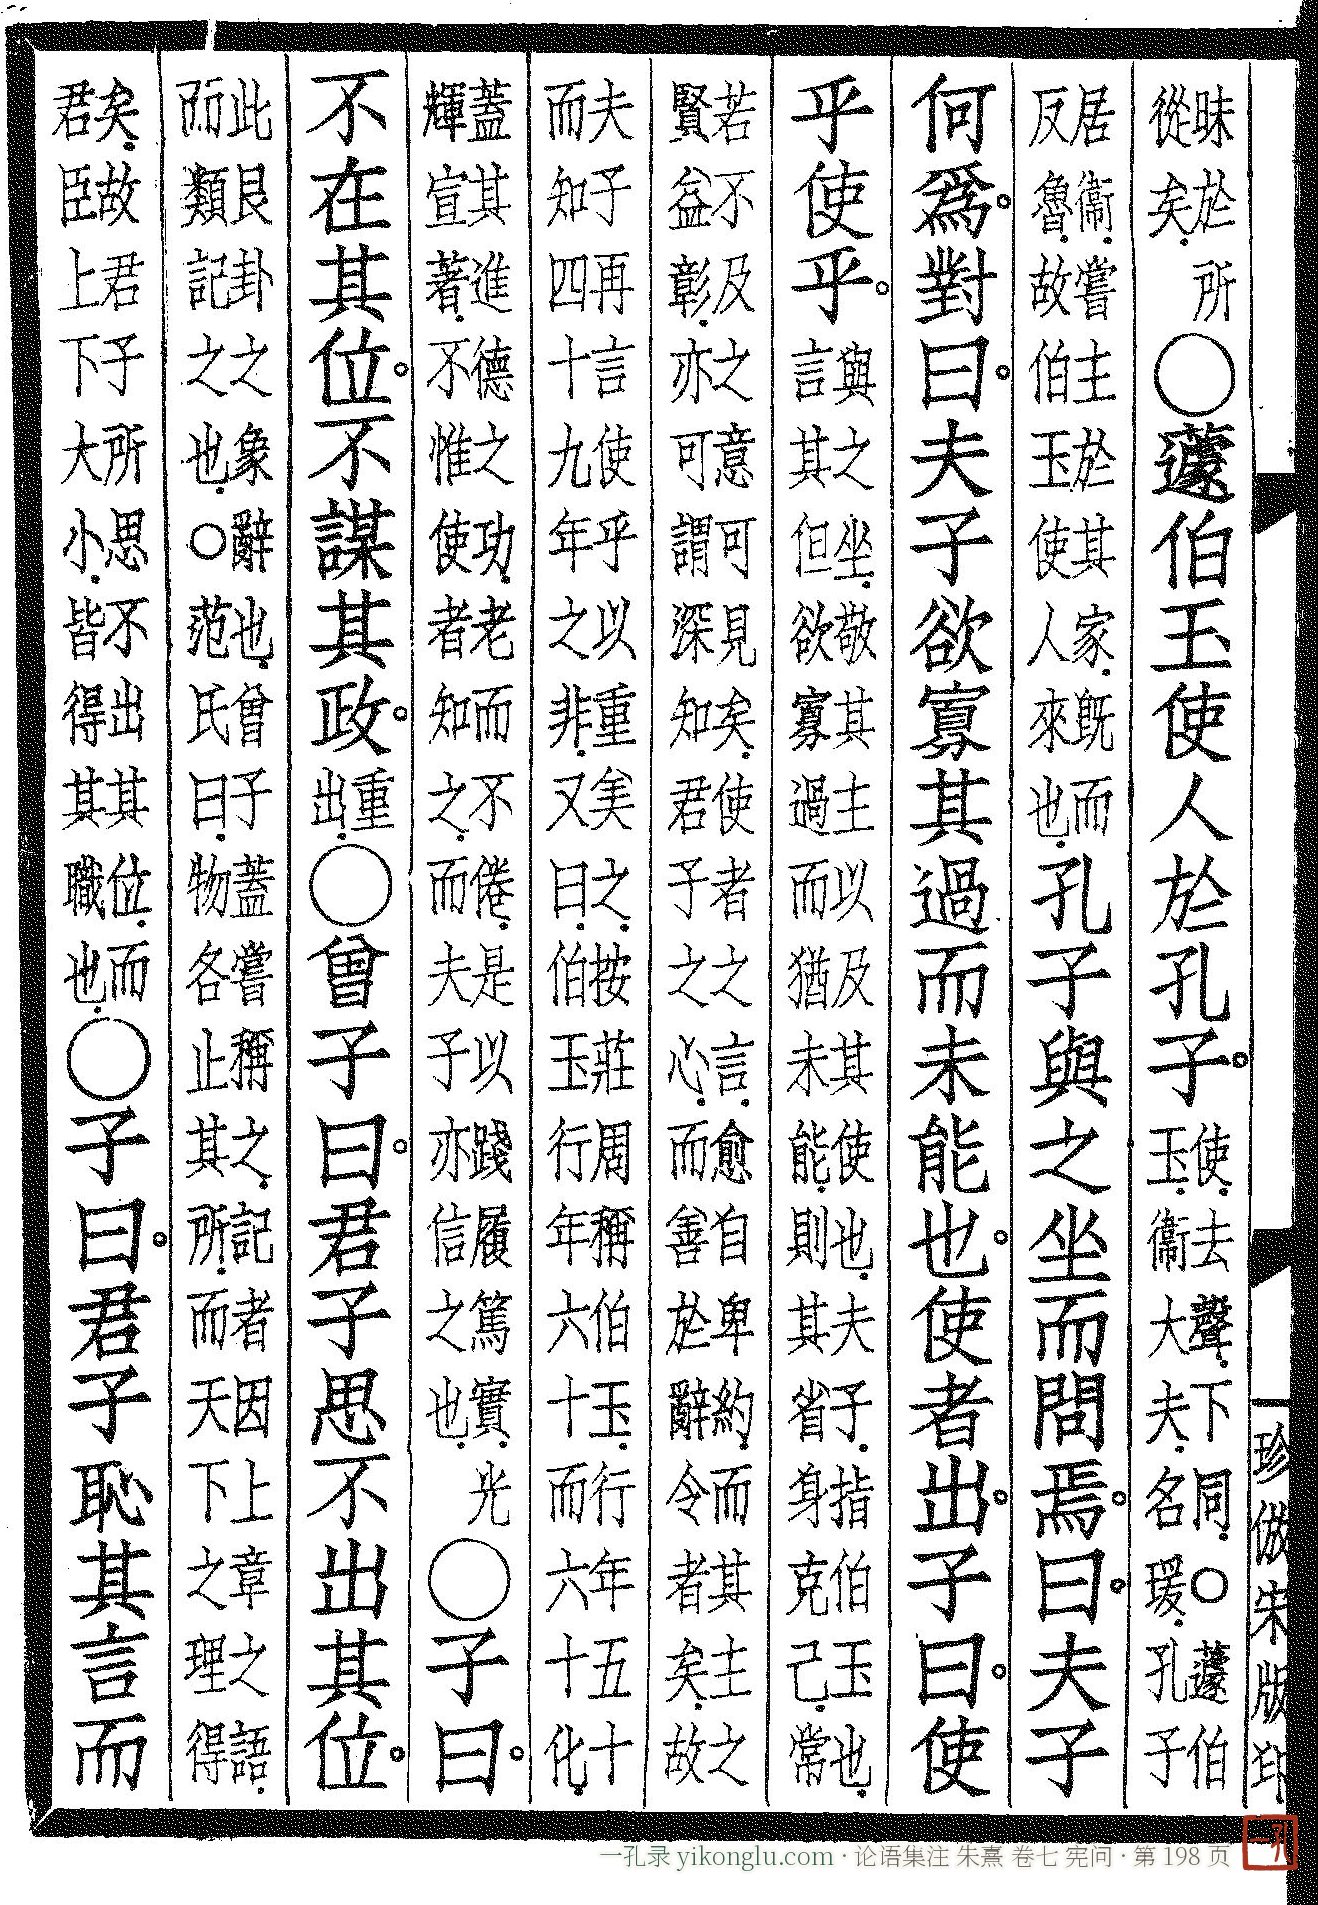 昧於所
從矣、
○蘧伯玉使人於孔子。
使、去聲、下同、○蘧伯
玉、衞大夫、名瑗、孔子
居衞、嘗主於其家、既而
反魯、故伯玉使人來也、
孔子與之坐而問焉。曰。夫子
何爲。對曰。夫子欲寡其過而未能也。使者出。子曰。使
乎使乎。
與之坐、敬其主以及其使也、夫子、指伯玉也、
言其但欲寡過而猶未能、則其省身克己、常
若不及之意可見矣、使者之言、愈自卑約、而其主之
賢益彰、亦可謂深知君子之心、而善於辭令者矣、故
夫子再言使乎以重美之、按莊周稱伯玉、行年五十
而知四十九年之非、又曰、伯玉行年六十而六十化、
蓋其進德之功、老而不倦、是以踐履篤實、光
輝宣著、不惟使者知之、而夫子亦信之也、
○子曰。
不在其位。不謀其政。
重
出、
○曾子曰。君子思不出其位。
此艮卦之象辭也、曾子蓋嘗稱之、記者因上章之語、
而類記之也、○范氏曰、物各止其所、而天下之理得
矣、故君子所思不出其位、而
君臣上下大小、皆得其職也、
○子曰。君子恥其言而
珍倣宋版印
一孔录 yikonglu.com · 论语集注 朱熹 卷七 宪问 · 第 198 页
一孔